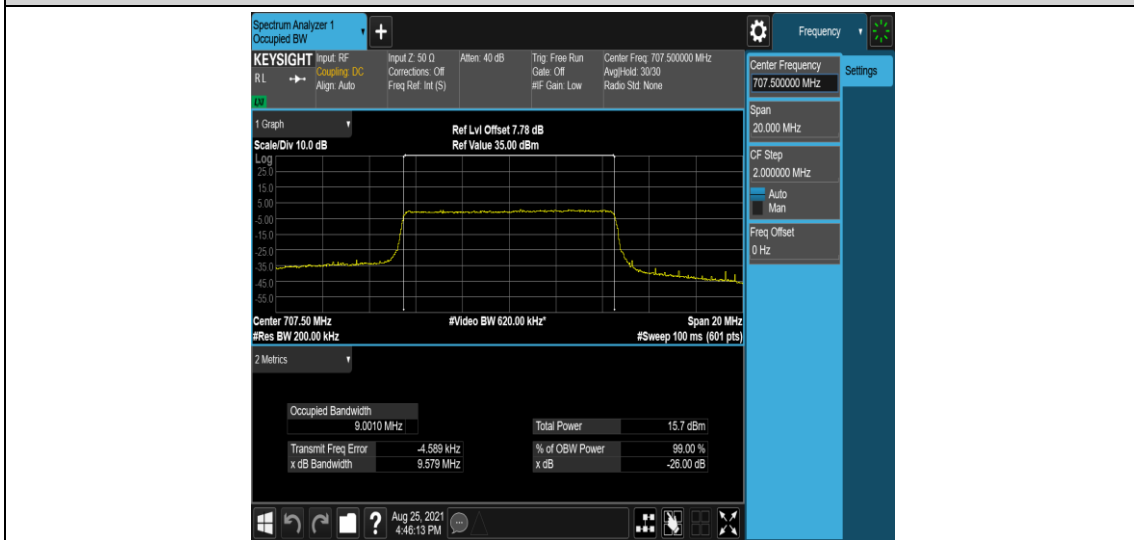 Spectrum Analyzer 1
Occupied BW
+
Frequency
KEYSIGHT
RL
LXI
Input: RF
Coupling: DC
Align: Auto
Input Z: 50 Ω
Corrections: Off
Freq Ref: Int (S)
Atten: 40 dB
Trig: Free Run
Gate: Off
#IF Gain: Low
Center Freq: 707.500000 MHz
Avg|Hold: 30/30
Radio Std: None
Center Frequency
707.500000 MHz
Settings
Span
20.000 MHz
CF Step
2.000000 MHz
Auto
Man
Freq Offset
0 Hz
1 Graph
Scale/Div 10.0 dB
Ref Lvl Offset 7.78 dB
Ref Value 35.00 dBm
Log
25.0
15.0
5.00
-5.00
-15.0
-25.0
-35.0
-45.0
-55.0
Center 707.50 MHz
#Video BW 620.00 kHz*
Span 20 MHz
#Res BW 200.00 kHz
#Sweep 100 ms (601 pts)
2 Metrics
Occupied Bandwidth
9.0010 MHz
Total Power 15.7 dBm
Transmit Freq Error -4.589 kHz
% of OBW Power 99.00 %
x dB Bandwidth 9.579 MHz
x dB -26.00 dB
?
Aug 25, 2021
4:46:13 PM